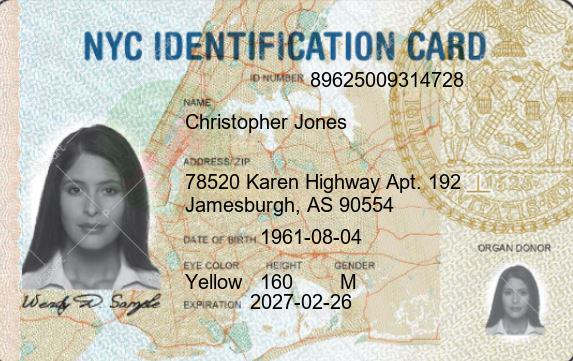 NYC IDENTIFICATION CARD
ID NUMBER 89625009314728
NAME
Christopher Jones
ADDRESS/ZIP
78520 Karen Highway Apt. 192
Jamesburgh, AS 90554
DATE OF BIRTH 1961-08-04
EYE COLOR HEIGHT GENDER
Yellow 160 M
EXPIRATION 2027-02-26
Wendy D. Sample
ORGAN DONOR